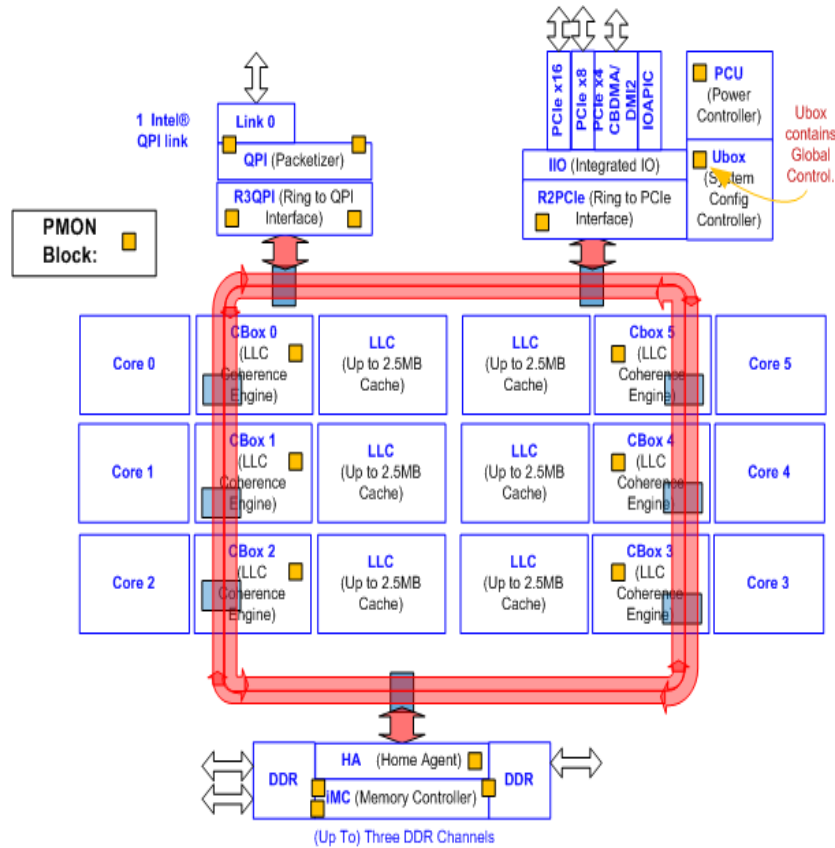 1 Intel®
QPI link
Link 0
QPI (Packetizer)
R3QPI (Ring to QPI
Interface)
PCIe x16
PCIe x8
PCIe x4
CBDMA/
DMI2
IOAPIC
IIO (Integrated IO)
R2PCIe (Ring to PCIe
Interface)
PCU
(Power
Controller)
Ubox
(System
Config
Controller)
Ubox
contains
Global
Control.
PMON
Block:
Core 0
CBox 0
(LLC
Coherence
Engine)
LLC
(Up to 2.5MB
Cache)
LLC
(Up to 2.5MB
Cache)
Cbox 5
(LLC
Coherence
Engine)
Core 5
Core 1
CBox 1
(LLC
Coherence
Engine)
LLC
(Up to 2.5MB
Cache)
LLC
(Up to 2.5MB
Cache)
CBox 4
(LLC
Coherence
Engine)
Core 4
Core 2
CBox 2
(LLC
Coherence
Engine)
LLC
(Up to 2.5MB
Cache)
LLC
(Up to 2.5MB
Cache)
CBox 3
(LLC
Coherence
Engine)
Core 3
DDR
HA (Home Agent)
iMC (Memory Controller)
DDR
(Up To) Three DDR Channels